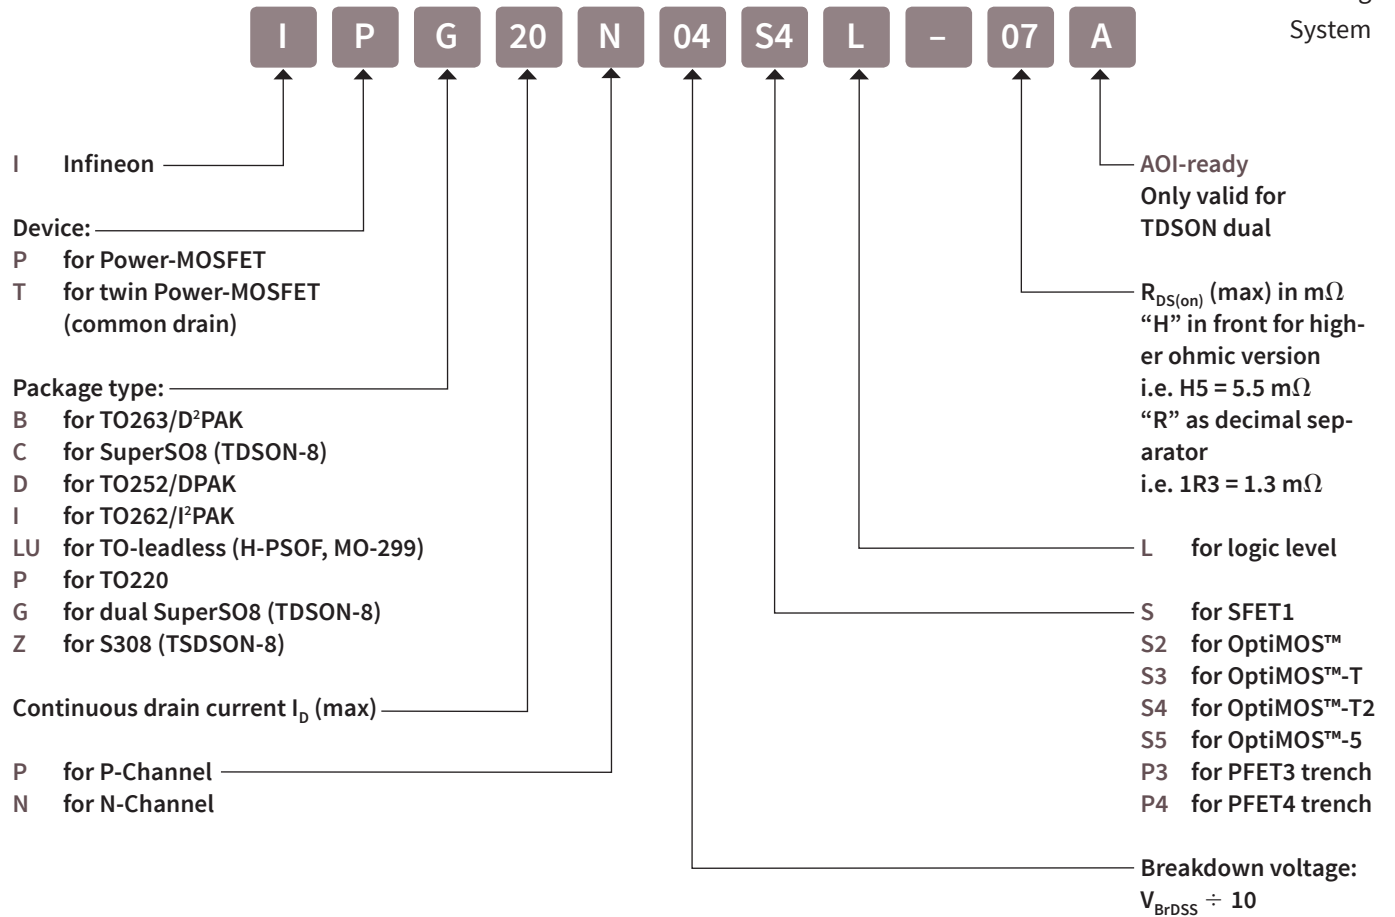 System
I P G 20 N 04 S4 L – 07 A
I Infineon
Device:
P for Power-MOSFET
T for twin Power-MOSFET
(common drain)
Package type:
B for TO263/D²PAK
C for SuperSO8 (TDSON-8)
D for TO252/DPAK
I for TO262/I²PAK
LU for TO-leadless (H-PSOF, MO-299)
P for TO220
G for dual SuperSO8 (TDSON-8)
Z for S308 (TSDSON-8)
Continuous drain current I_D (max)
P for P-Channel
N for N-Channel
AOI-ready
Only valid for
TDSON dual
R_DS(on) (max) in mΩ
“H” in front for high-
er ohmic version
i.e. H5 = 5.5 mΩ
“R” as decimal sep-
arator
i.e. 1R3 = 1.3 mΩ
L for logic level
S for SFET1
S2 for OptiMOS™
S3 for OptiMOS™-T
S4 for OptiMOS™-T2
S5 for OptiMOS™-5
P3 for PFET3 trench
P4 for PFET4 trench
Breakdown voltage:
V_BrDSS ÷ 10